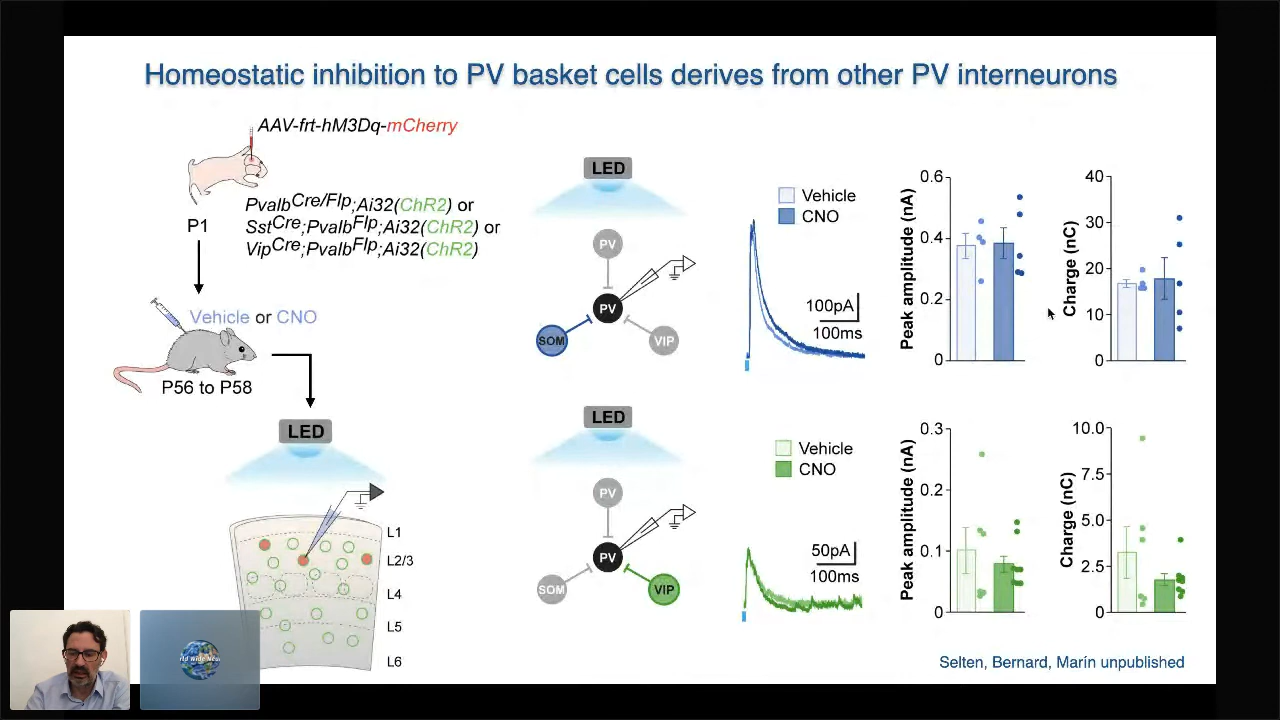 Homeostatic inhibition to PV basket cells derives from other PV interneurons
AAV-frt-hM3Dq-mCherry
Pvalb^Cre/Flp;Ai32(ChR2) or
Sst^Cre;Pvalb^Flp;Ai32(ChR2) or
Vip^Cre;Pvalb^Flp;Ai32(ChR2)
P1
Vehicle or CNO
P56 to P58
LED
L1
L2/3
L4
L5
L6
LED
PV
PV
SOM
VIP
Vehicle
CNO
100pA
100ms
Peak amplitude (nA)
0.6
0.4
0.2
0
Charge (nC)
40
30
20
10
0
LED
PV
PV
SOM
VIP
Vehicle
CNO
50pA
100ms
Peak amplitude (nA)
0.3
0.2
0.1
0
Charge (nC)
10.0
7.5
5.0
2.5
0
Selten, Bernard, Marín unpublished